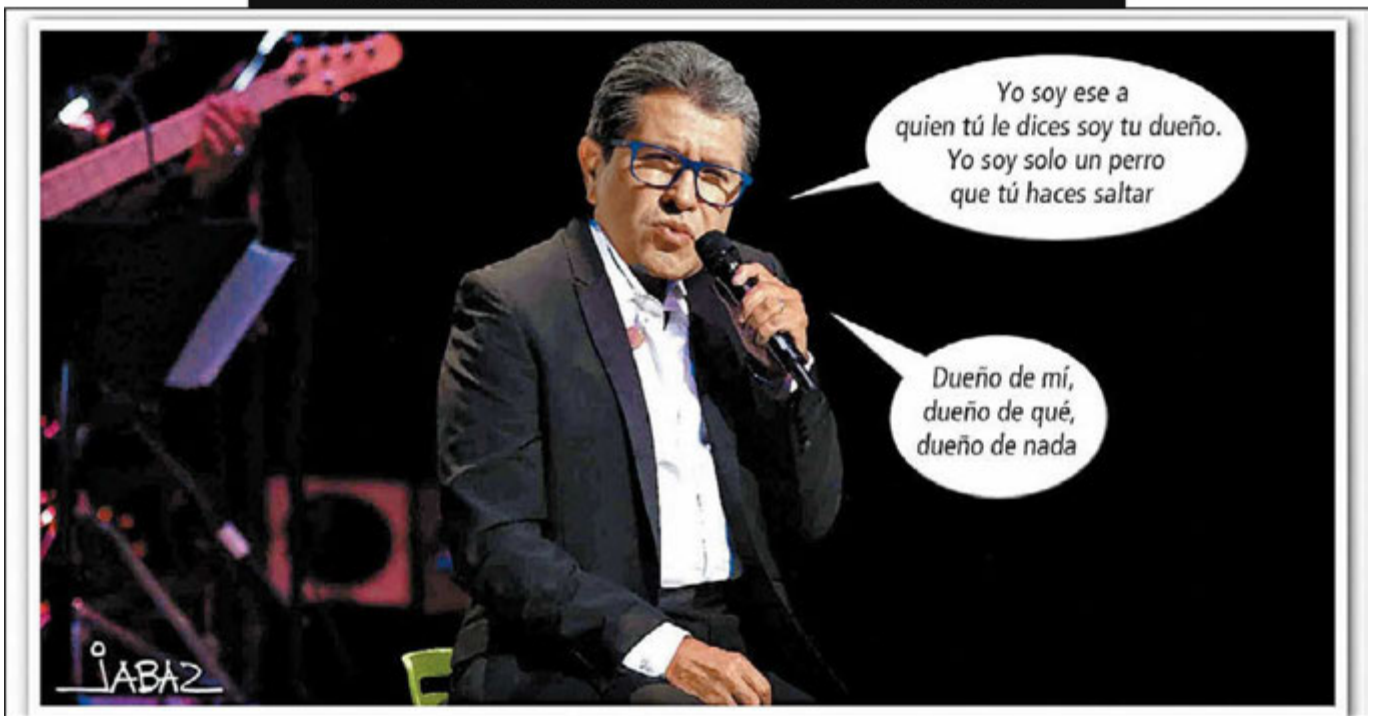 Yo soy ese a
quien tú le dices soy tu dueño.
Yo soy solo un perro
que tú haces saltar
Dueño de mí,
dueño de qué,
dueño de nada
JABAZ